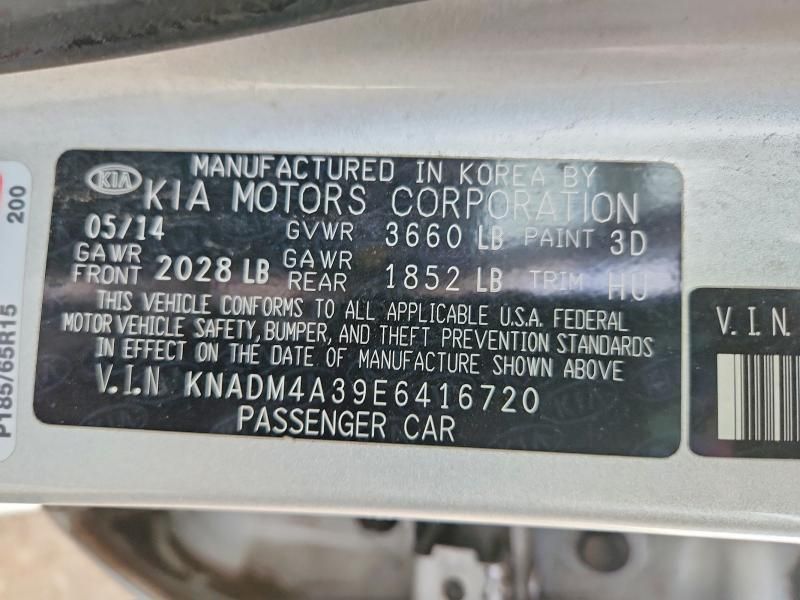 MANUFACTURED IN KOREA BY
KIA
KIA MOTORS CORPORATION
05/14 GVWR 3660 LB PAINT 3D
GAWR FRONT 2028 LB GAWR REAR 1852 LB TRIM HU
THIS VEHICLE CONFORMS TO ALL APPLICABLE U.S.A. FEDERAL
MOTOR VEHICLE SAFETY, BUMPER, AND THEFT PREVENTION STANDARDS
IN EFFECT ON THE DATE OF MANUFACTURE SHOWN ABOVE
V.I.N KNADM4A39E6416720
PASSENGER CAR
V.I.N.
P185/65R15
200